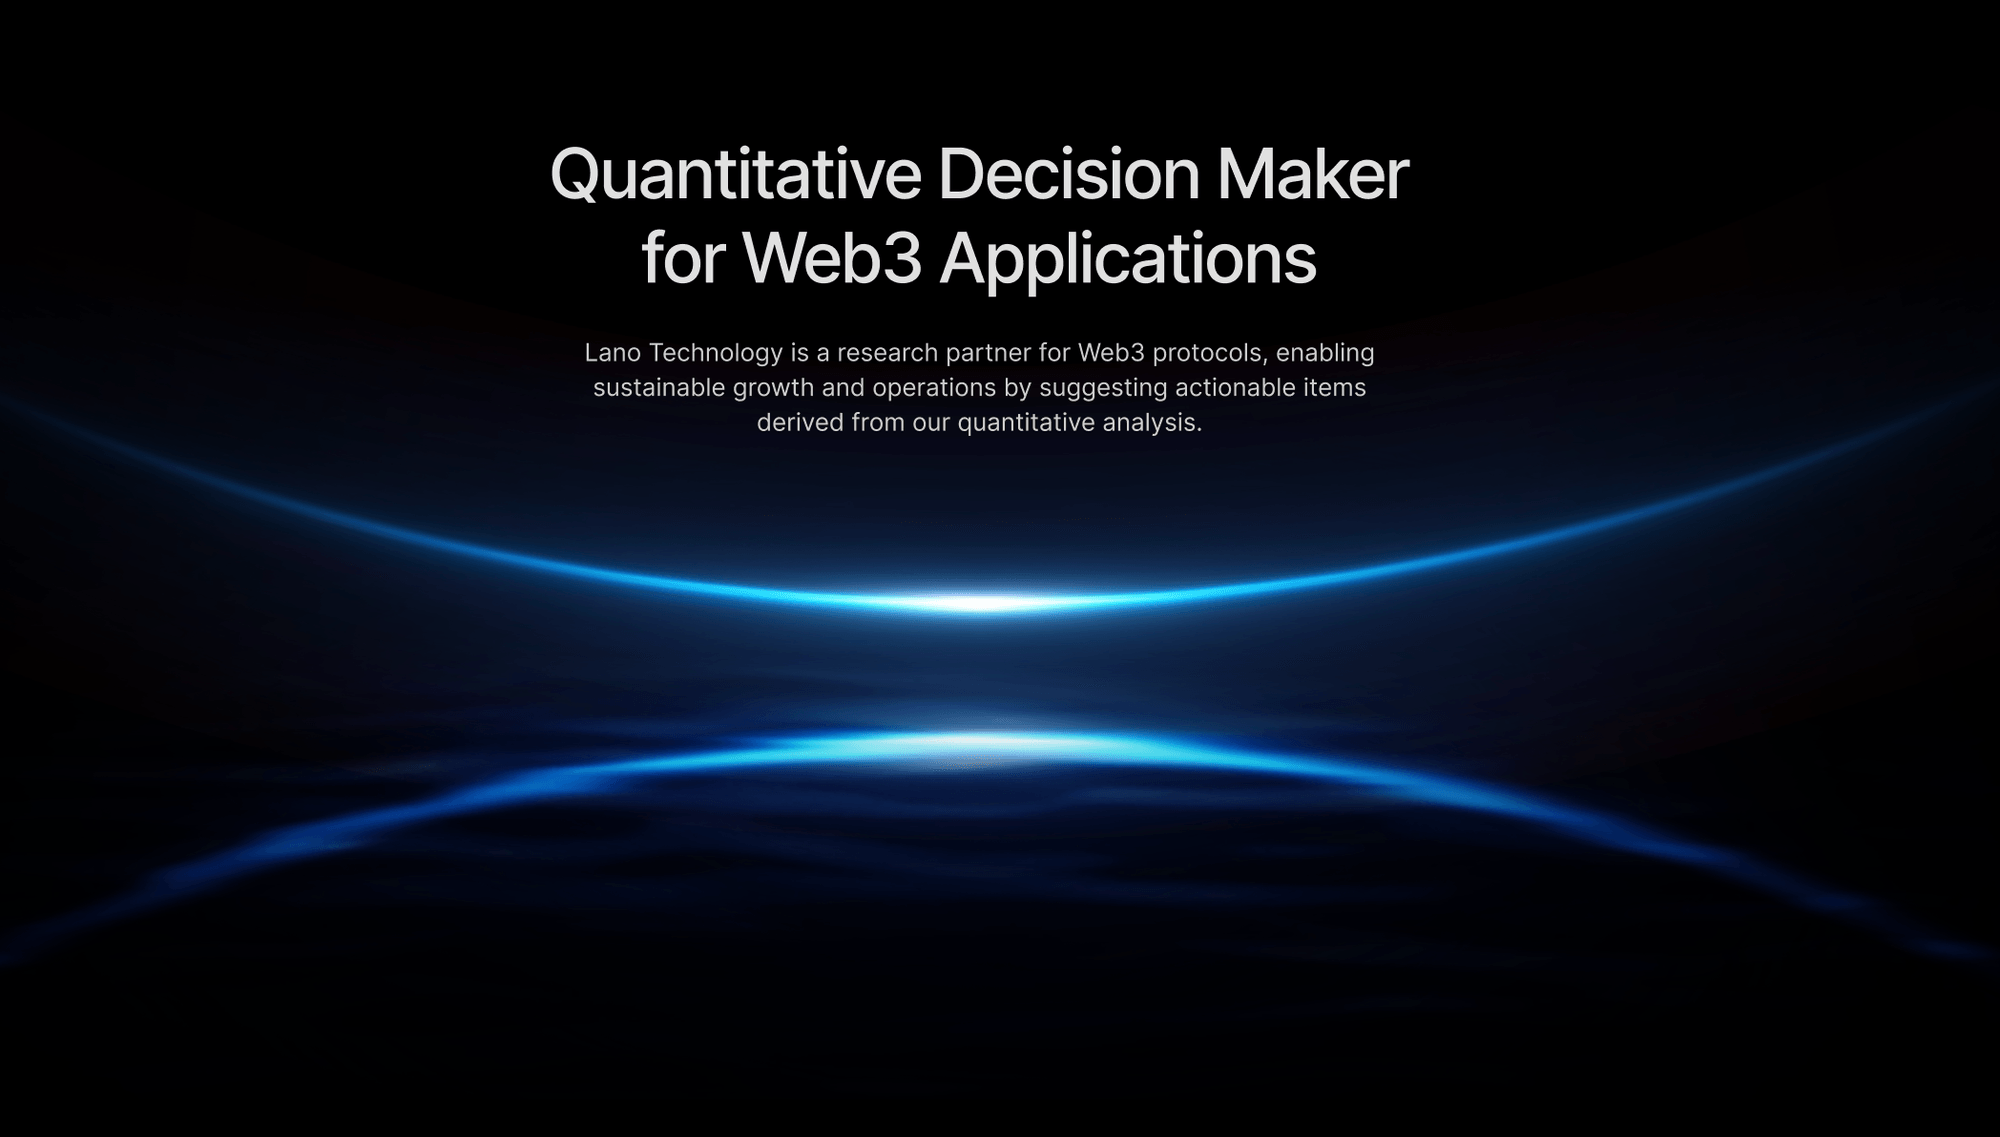 Quantitative Decision Maker
for Web3 Applications
Lano Technology is a research partner for Web3 protocols, enabling
sustainable growth and operations by suggesting actionable items
derived from our quantitative analysis.